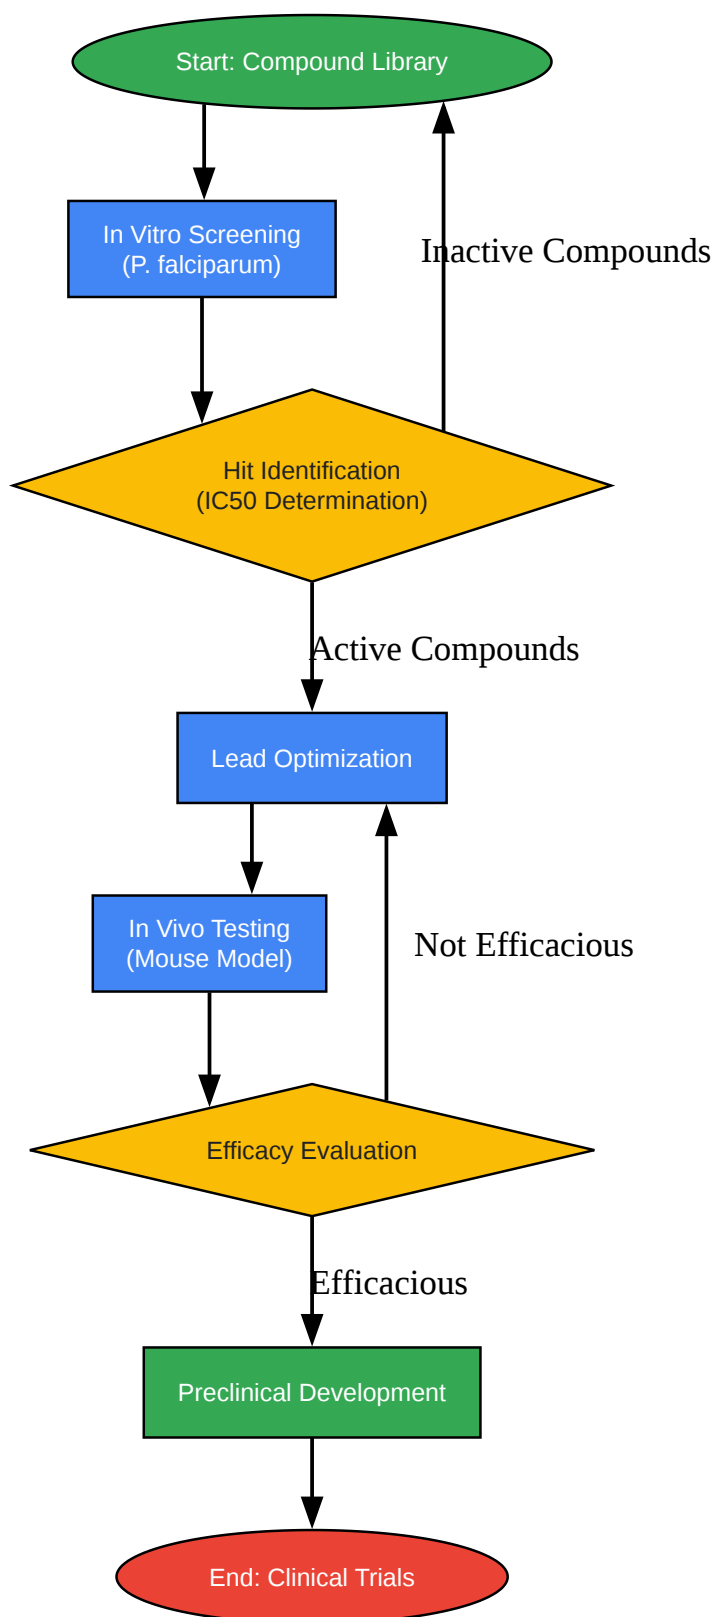 Start: Compound Library
In Vitro Screening
(P. falciparum)
Inactive Compounds
Hit Identification
(IC50 Determination)
Active Compounds
Lead Optimization
In Vivo Testing
(Mouse Model)
Not Efficacious
Efficacy Evaluation
Efficacious
Preclinical Development
End: Clinical Trials